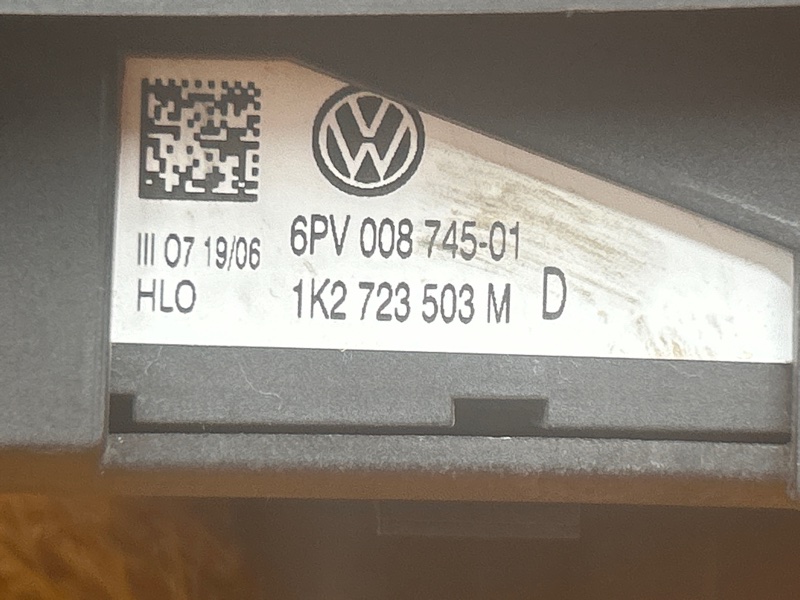 6PV 008 745-01
III 07 19/06
HLO
1K2 723 503 M D